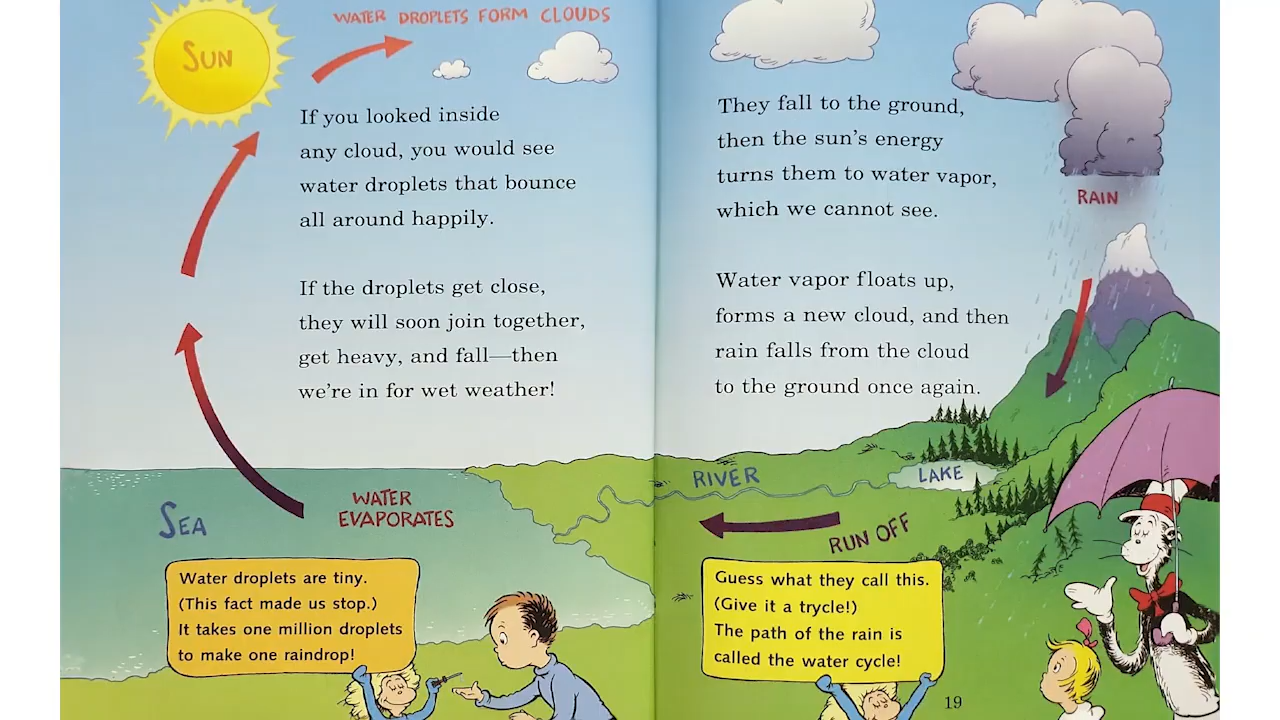 WATER DROPLETS FORM CLOUDS
SUN
If you looked inside
any cloud, you would see
water droplets that bounce
all around happily.
If the droplets get close,
they will soon join together,
get heavy, and fall—then
we're in for wet weather!
SEA
WATER
EVAPORATES
Water droplets are tiny.
(This fact made us stop.)
It takes one million droplets
to make one raindrop!
They fall to the ground,
then the sun's energy
turns them to water vapor,
which we cannot see.
Water vapor floats up,
forms a new cloud, and then
rain falls from the cloud
to the ground once again.
RAIN
RIVER
LAKE
RUN OFF
Guess what they call this.
(Give it a trycle!)
The path of the rain is
called the water cycle!
19